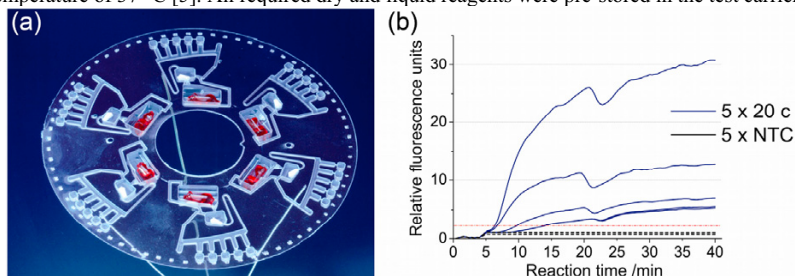 temperature of 37 °C [5]. All required dry and liquid reagents were pre-stored in the test carrier
(a)
(b)
Relative fluorescence units
30
20
10
0
5 x 20 c
5 x NTC
0 5 10 15 20 25 30 35 40
Reaction time /min